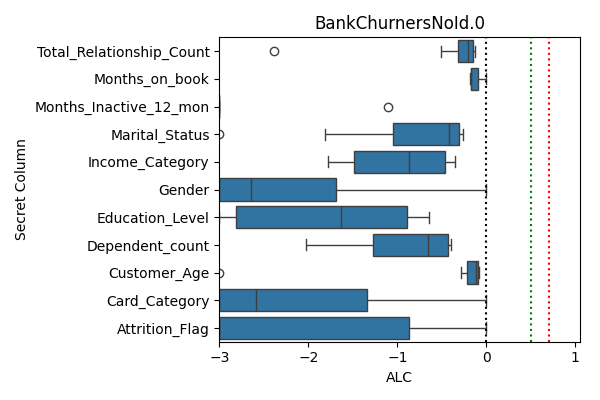 BankChurnersNoId.0
Total_Relationship_Count
Months_on_book
Months_Inactive_12_mon
Marital_Status
Income_Category
Gender
Education_Level
Dependent_count
Customer_Age
Card_Category
Attrition_Flag
Secret Column
−3 −2 −1 0 1
ALC